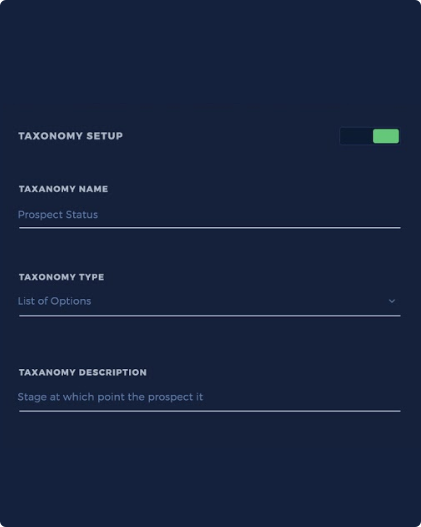 TAXONOMY SETUP
TAXANOMY NAME
Prospect Status
TAXANOMY TYPE
List of Options
TAXANOMY DESCRIPTION
Stage at which point the prospect it